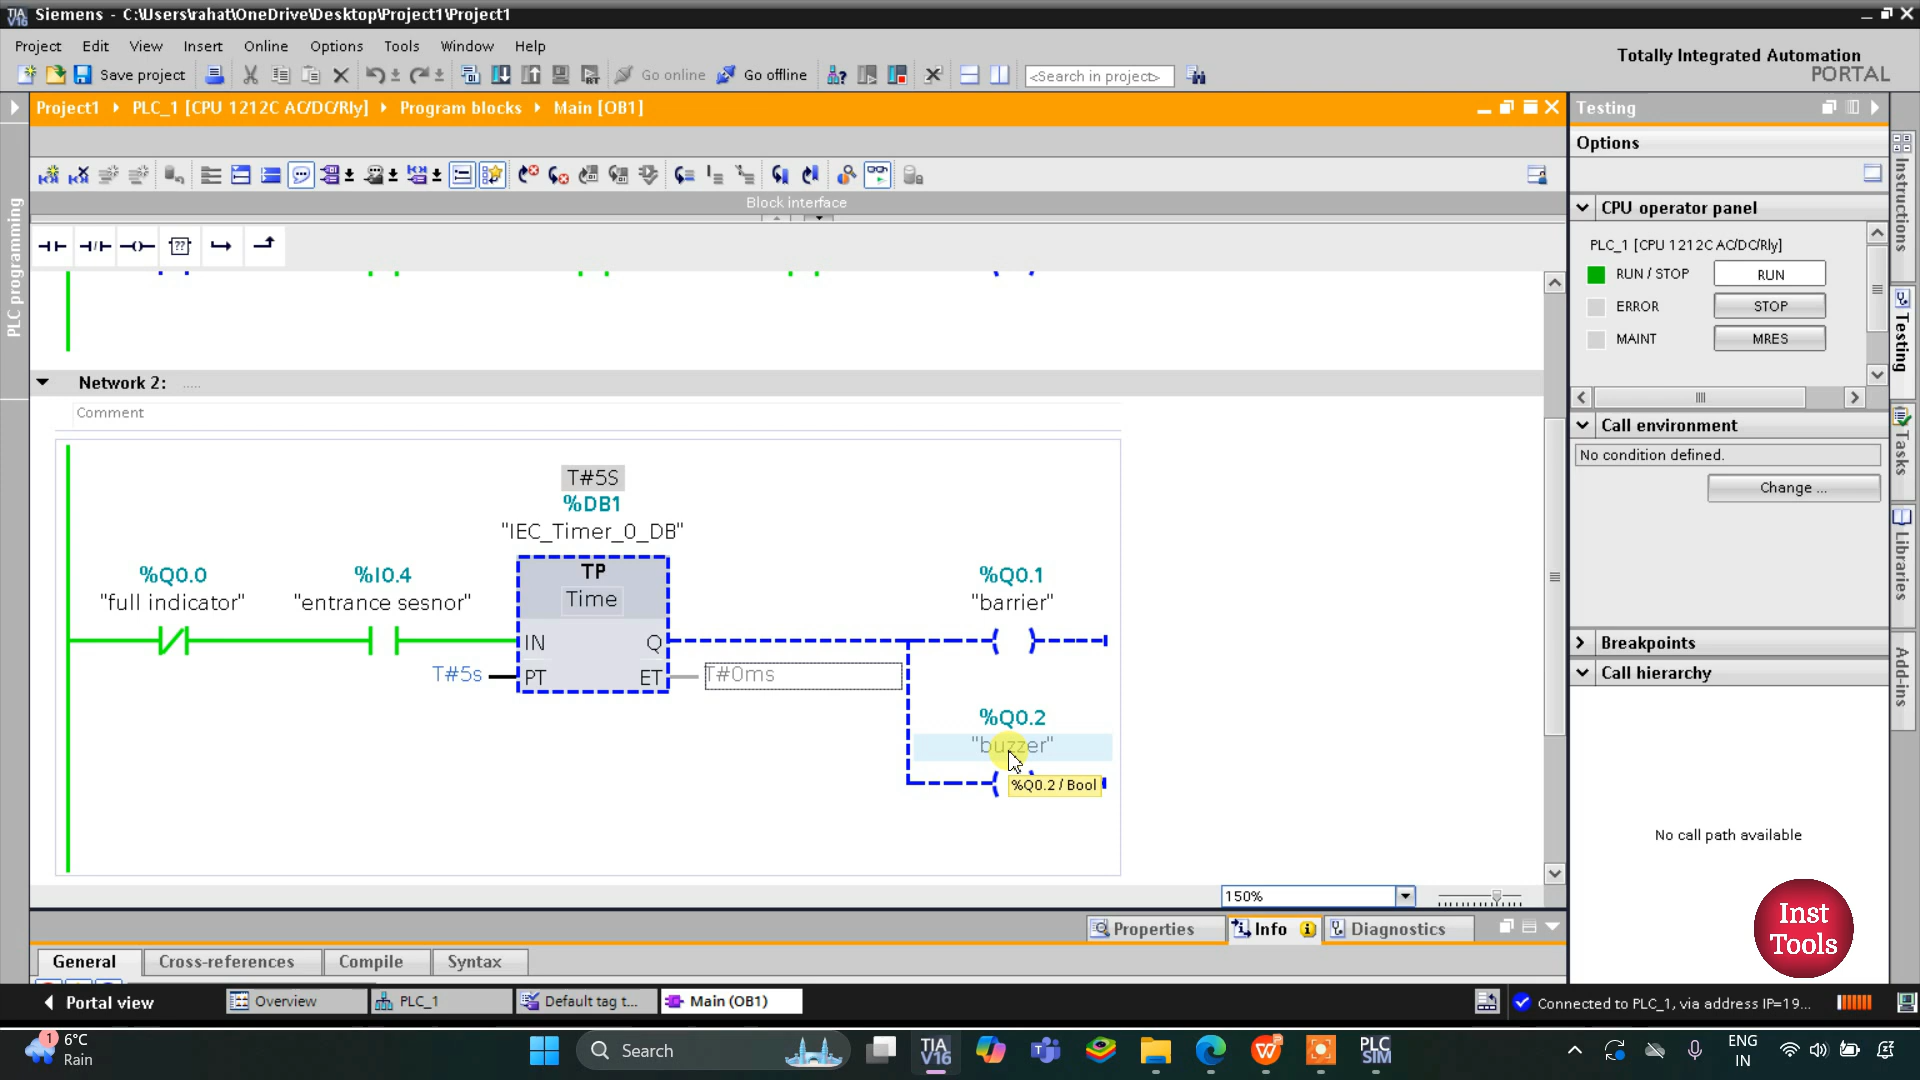 Siemens - C:\Users\rahat\OneDrive\Desktop\Project1\Project1
Project Edit View Insert Online Options Tools Window Help
Totally Integrated Automation
PORTAL
Save project
Go online
Go offline
<Search in project>
Project1 PLC_1 [CPU 1212C AC/DC/Rly] Program blocks Main [OB1]
Testing
Options
Block interface
CPU operator panel
PLC_1 [CPU 1212C AC/DC/Rly]
RUN / STOP RUN
ERROR STOP
MAINT MRES
Call environment
No condition defined.
Change ...
Breakpoints
Call hierarchy
No call path available
PLC programming
Instructions
Testing
Tasks
Libraries
Add-ins
Network 2: .....
Comment
T#5S
%DB1
"IEC_Timer_0_DB"
%Q0.0 %I0.4 TP %Q0.1
"full indicator" "entrance sesnor" Time "barrier"
IN Q
T#5s PT ET T#0ms
%Q0.2
"buzzer"
%Q0.2 / Bool
??
150%
Properties Info Diagnostics
General Cross-references Compile Syntax
Inst
Tools
Portal view Overview PLC_1 Default tag t... Main (OB1) Connected to PLC_1, via address IP=19...
1
6°C
Rain
Search
TIA
V16
PLC
SIM
ENG
IN